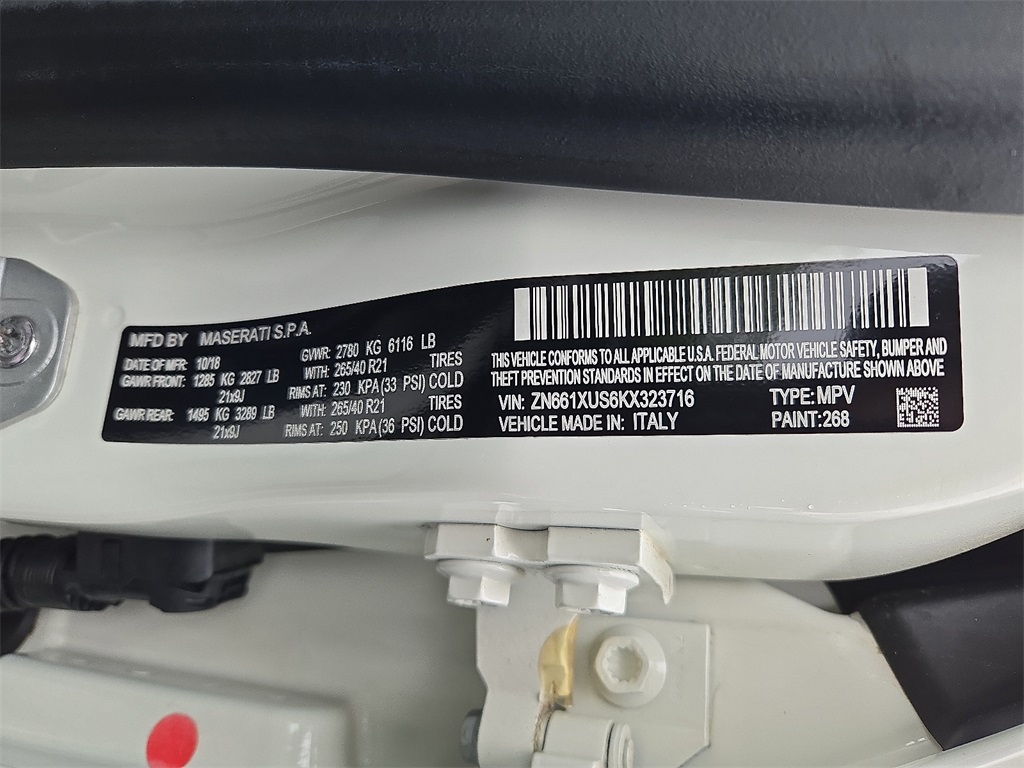 MFD BY MASERATI S.P.A.
DATE OF MFR: 10/18 GVWR: 2780 KG 6116 LB
GAWR FRONT: 1285 KG 2827 LB WITH: 265/40 R21 TIRES
21x9J RIMS AT: 230 KPA (33 PSI) COLD
GAWR REAR: 1495 KG 3289 LB WITH: 265/40 R21 TIRES
21x9J RIMS AT: 250 KPA (36 PSI) COLD
THIS VEHICLE CONFORMS TO ALL APPLICABLE U.S.A. FEDERAL MOTOR VEHICLE SAFETY, BUMPER AND
THEFT PREVENTION STANDARDS IN EFFECT ON THE DATE OF MANUFACTURE SHOWN ABOVE
VIN: ZN661XUS6KX323716 TYPE: MPV
VEHICLE MADE IN: ITALY PAINT:268